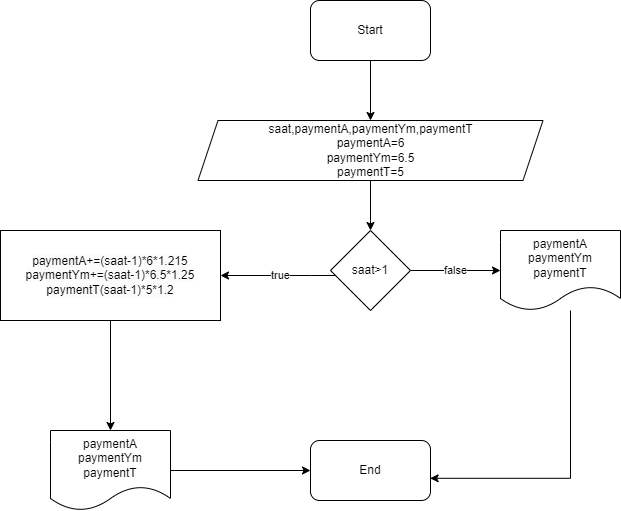 Start
saat,paymentA,paymentYm,paymentT
paymentA=6
paymentYm=6.5
paymentT=5
saat>1
true
false
paymentA+=(saat-1)*6*1.215
paymentYm+=(saat-1)*6.5*1.25
paymentT(saat-1)*5*1.2
paymentA
paymentYm
paymentT
paymentA
paymentYm
paymentT
End